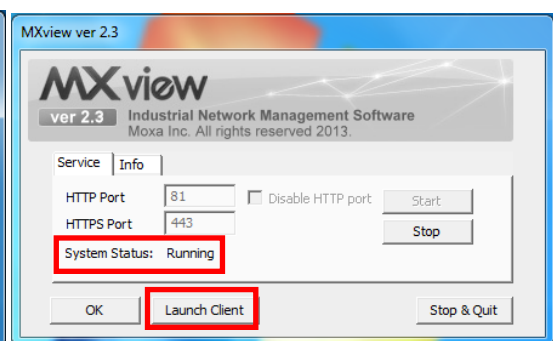 MXview ver 2.3
MXview
ver 2.3 Industrial Network Management Software
Moxa Inc. All rights reserved 2013.
Service Info
HTTP Port 81 Disable HTTP port Start
HTTPS Port 443 Stop
System Status: Running
OK Launch Client Stop & Quit